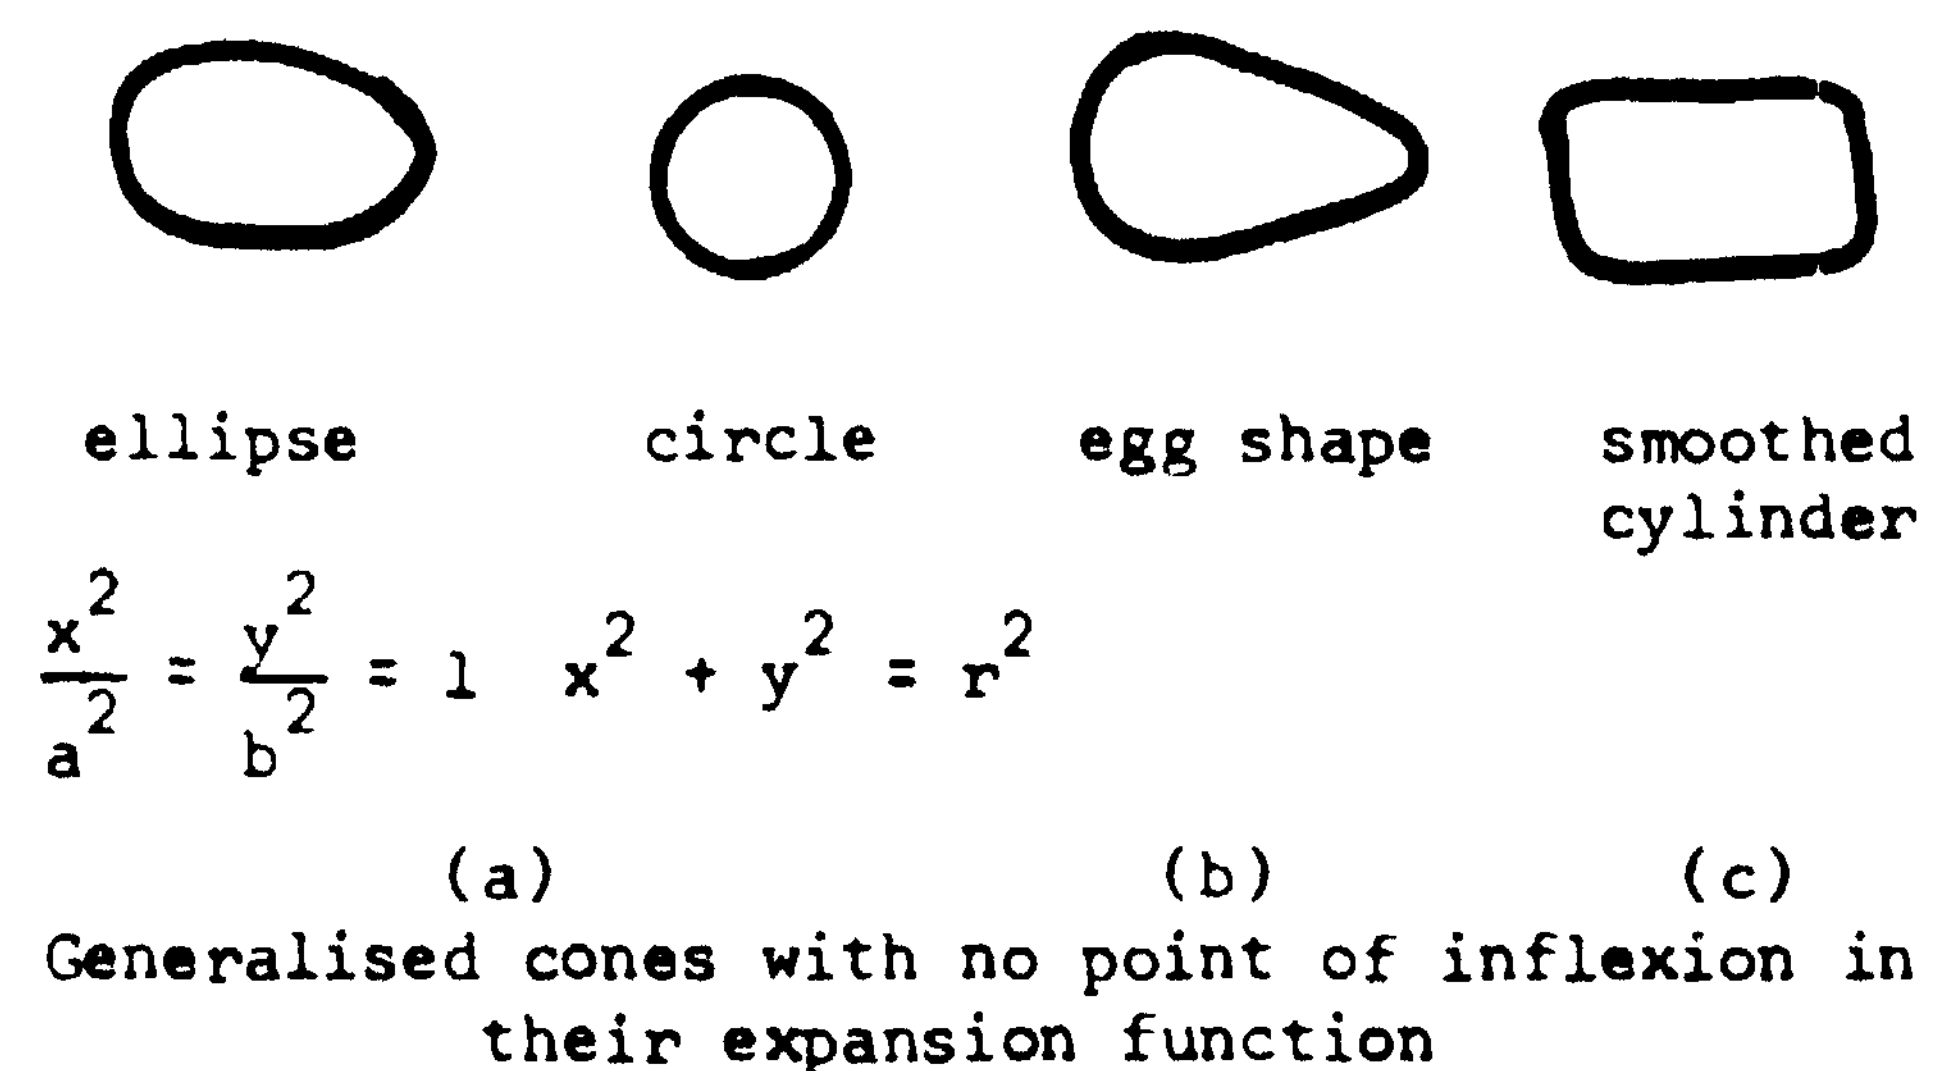 ellipse circle egg shape smoothed
cylinder
x² / a² = y² / b² = 1 x² + y² = r²
(a) (b) (c)
Generalised cones with no point of inflexion in
their expansion function